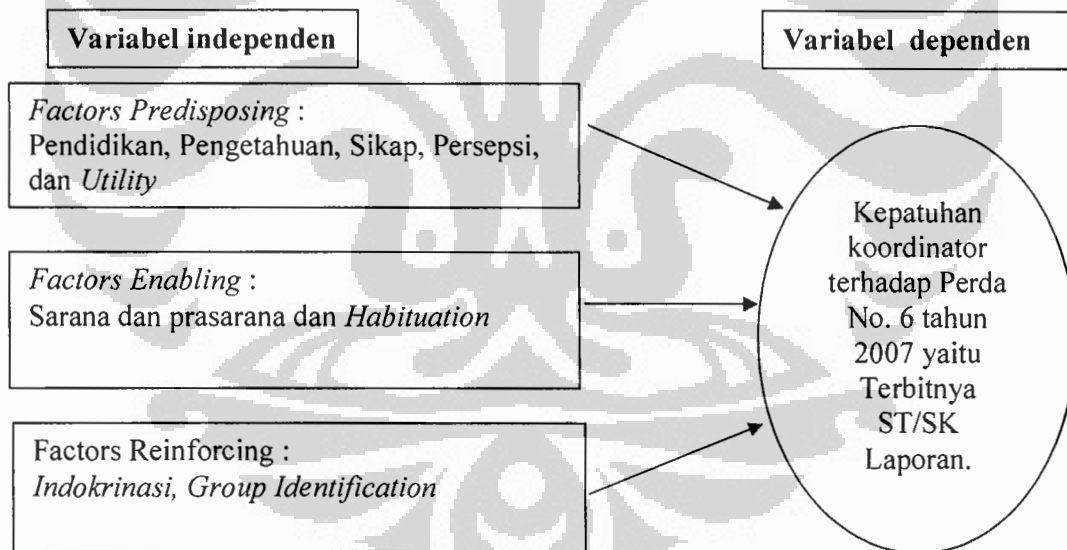 Variabel independen
Variabel dependen
Factors Predisposing :
Pendidikan, Pengetahuan, Sikap, Persepsi,
dan Utility
Factors Enabling :
Sarana dan prasarana dan Habituation
Factors Reinforcing :
Indokrinasi, Group Identification
Kepatuhan
koordinator
terhadap Perda
No. 6 tahun
2007 yaitu
Terbitnya
ST/SK
Laporan.